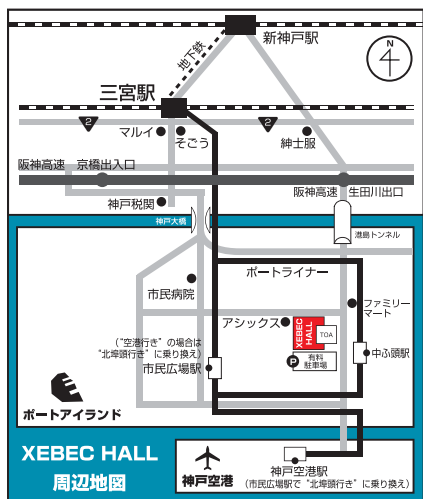 新神戸駅
N
地下鉄
三宮駅
2
2
マルイ
そごう
紳士服
阪神高速 京橋出入口
阪神高速 生田川出口
神戸税関
神戸大橋
港島トンネル
ポートライナー
市民病院
ファミリー
マート
アシックス
XEBEC
HALL
TOA
("空港行き"の場合は
"北埠頭行き"に乗り換え)
市民広場駅
P
有料
駐車場
中ふ頭駅
ポートアイランド
XEBEC HALL
周辺地図
神戸空港
神戸空港駅
(市民広場駅で"北埠頭行き"に乗り換え)